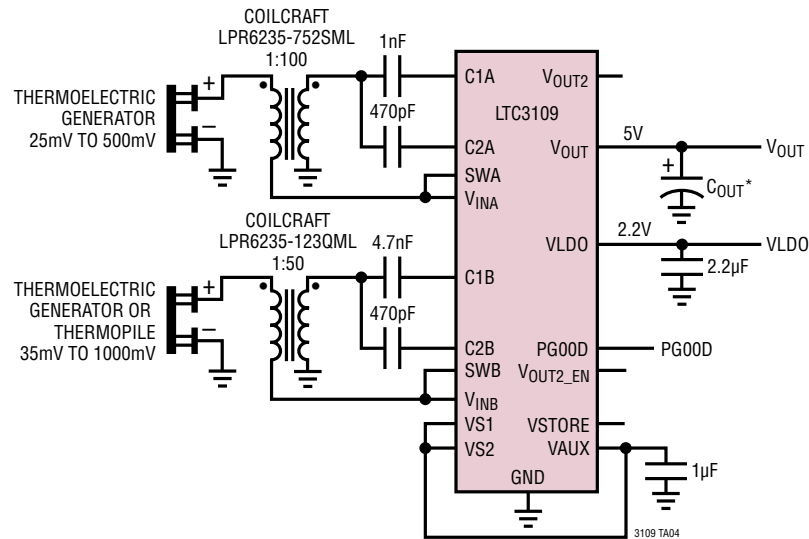 COILCRAFT
LPR6235-752SML
1:100
1nF
THERMOELECTRIC
GENERATOR
25mV TO 500mV
+
–
470pF
C1A
C2A
SWA
VINA
LTC3109
VOUT2
VOUT
5V
VOUT
+
COUT*
COILCRAFT
LPR6235-123QML
1:50
4.7nF
THERMOELECTRIC
GENERATOR OR
THERMOPILE
35mV TO 1000mV
+
–
470pF
C1B
C2B
SWB
VINB
VS1
VS2
VLDO
2.2V
VLDO
2.2µF
PG00D
PG00D
VOUT2_EN
VSTORE
VAUX
1µF
GND
3109 TA04